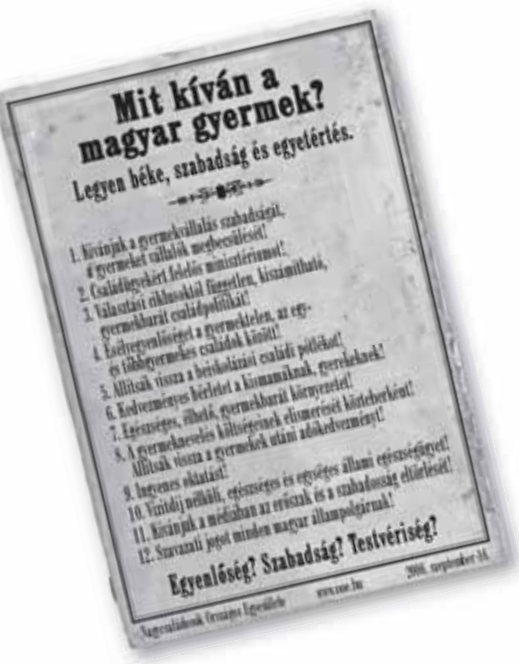 Mit kíván a
magyar gyermek?
Legyen béke, szabadság és egyetértés.
1. Kívánjuk a gyermekvállalás szabadságát,
a gyermeket vállalók megbecsülését!
2. Családügyekért felelős minisztériumot!
3. Választási ciklusoktól független, kiszámítható,
gyermekbarát családpolitikát!
4. Esélyegyenlőséget a gyermektelen, az egy-
és többgyermekes családok között!
5. Állítsák vissza a beiskolázási családi pótlékot!
6. Kedvezményes bérletet a kismamáknak, gyerekeknek!
7. Egészséges, élhető, gyermekbarát környezetet!
8. A gyermeknevelés költségeinek elismerését közteherként!
Állítsák vissza a gyermekek utáni adókedvezményt!
9. Ingyenes oktatást!
10. Vizitdíj nélküli, egészséges és egységes állami egészségügyet!
11. Kívánjuk a médiában az erőszak és a szabadosság eltörlését!
12. Szavazati jogot minden magyar állampolgárnak!
Egyenlőség? Szabadság? Testvériség?
Nagycsaládosok Országos Egyesülete www.noe.hu szeptember 14.